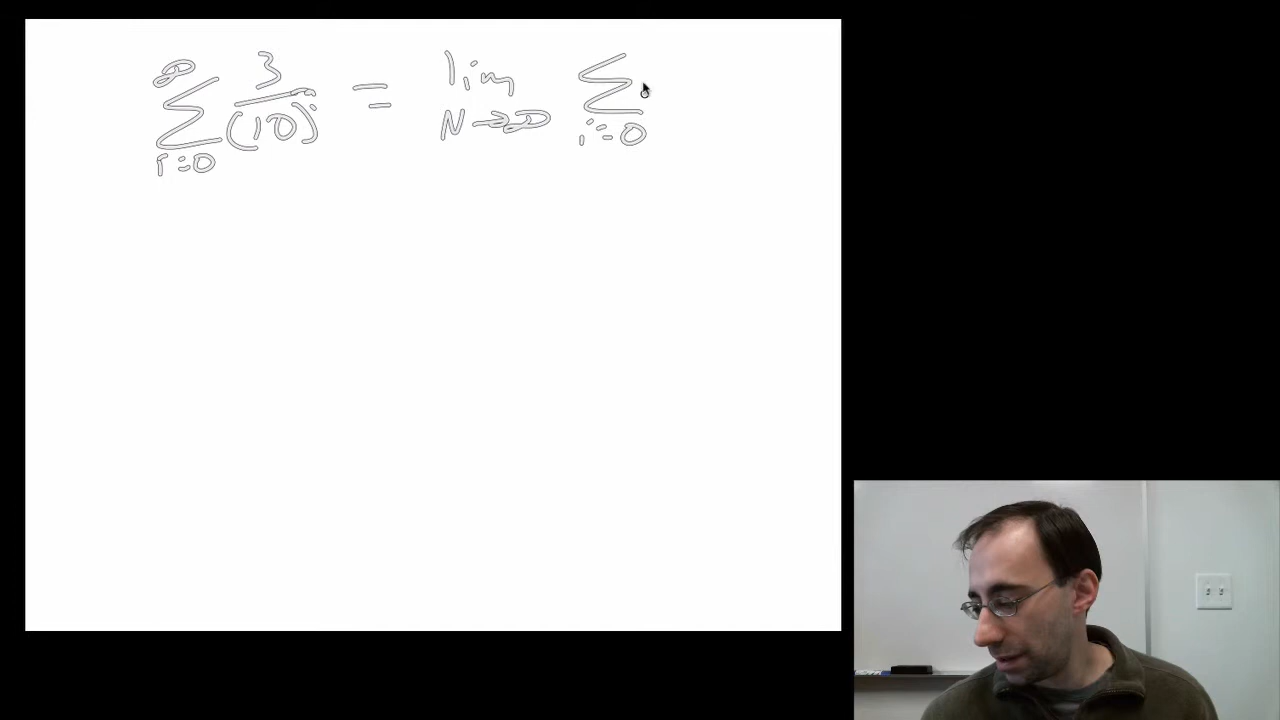 ∞ 3 = lim Σ
Σ (10)^i N→∞ i=0
i=0